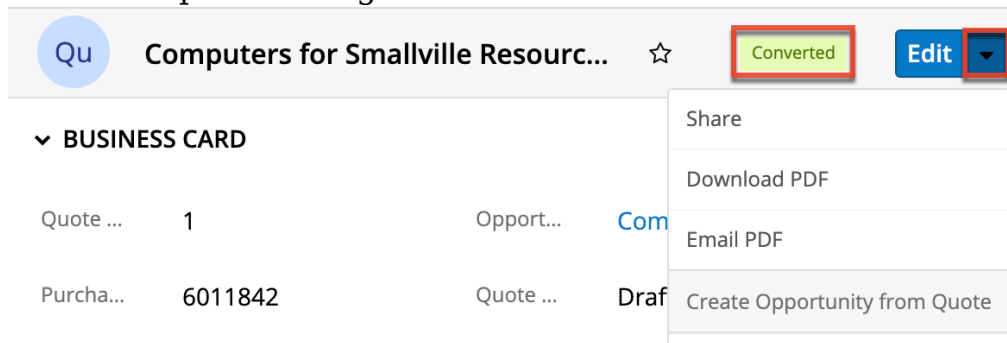 Qu Computers for Smallville Resourc... Converted Edit
Share
BUSINESS CARD
Download PDF
Quote ... 1 Opport... Com
Email PDF
Purcha... 6011842 Quote ... Draf
Create Opportunity from Quote